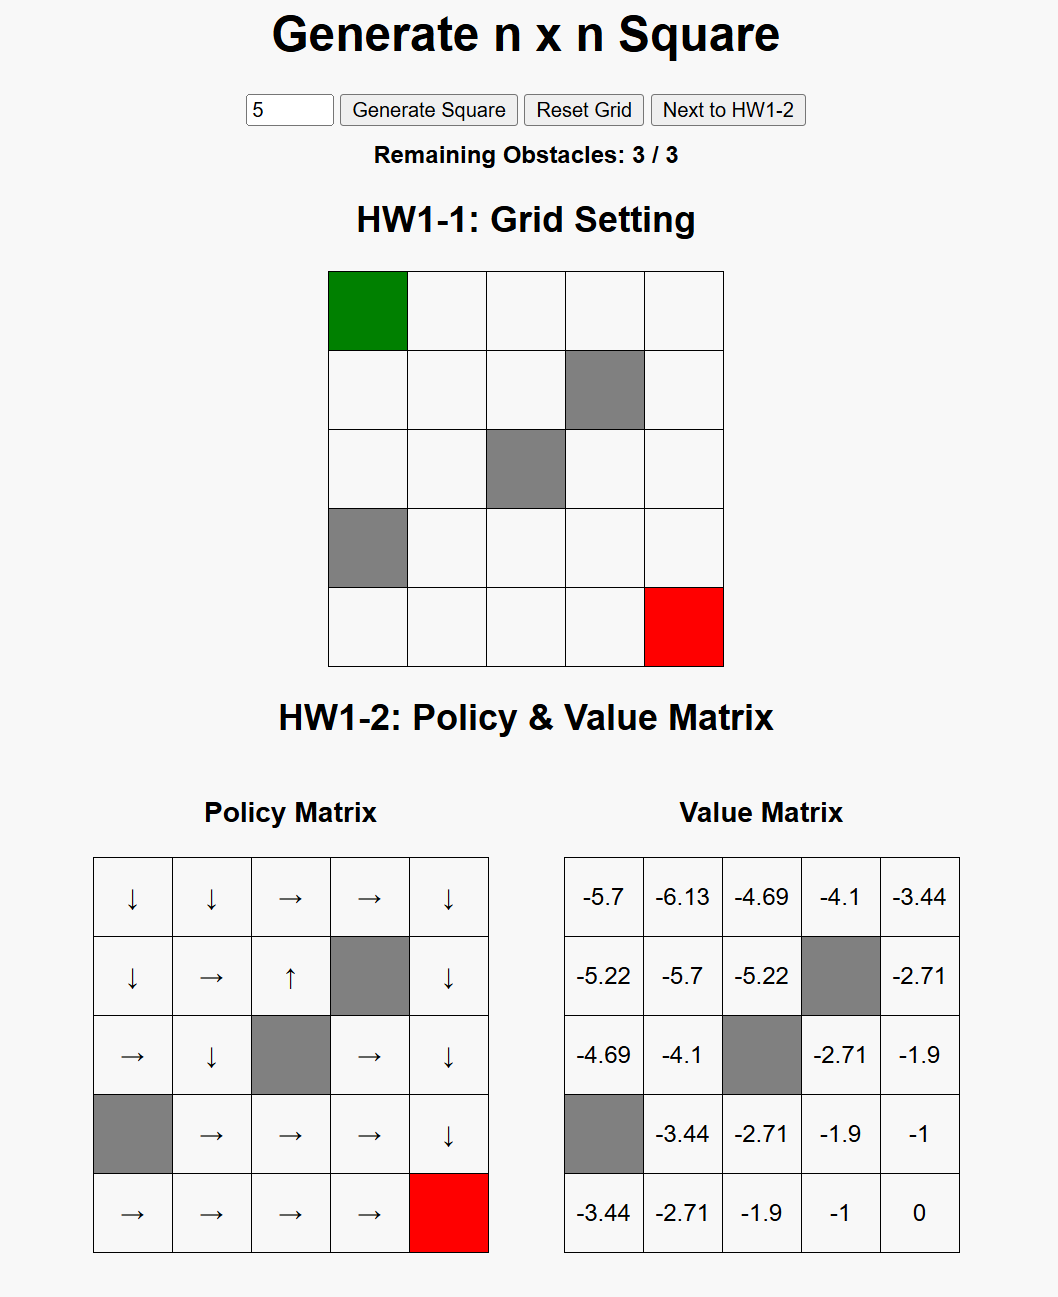 Generate n x n Square
5 Generate Square Reset Grid Next to HW1-2
Remaining Obstacles: 3 / 3
HW1-1: Grid Setting
HW1-2: Policy & Value Matrix
Policy Matrix
↓ ↓ → → ↓
↓ → ↑ ↓
→ ↓ → ↓
→ → → ↓
→ → → →
Value Matrix
-5.7 -6.13 -4.69 -4.1 -3.44
-5.22 -5.7 -5.22 -2.71
-4.69 -4.1 -2.71 -1.9
-3.44 -2.71 -1.9 -1
-3.44 -2.71 -1.9 -1 0